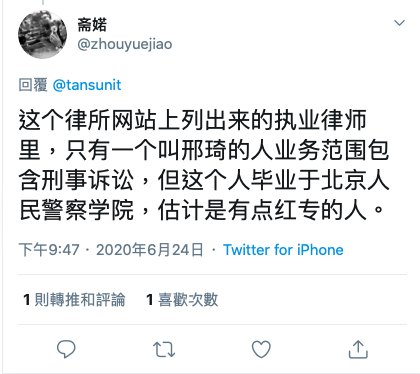 斋婼
@zhouyuejiao
回覆 @tansunit
这个律所网站上列出来的执业律师
里，只有一个叫邢琦的人业务范围包
含刑事诉讼，但这个人毕业于北京人
民警察学院，估计是有点红专的人。
下午9:47 · 2020年6月24日 · Twitter for iPhone
1 則轉推和評論 1 喜歡次數